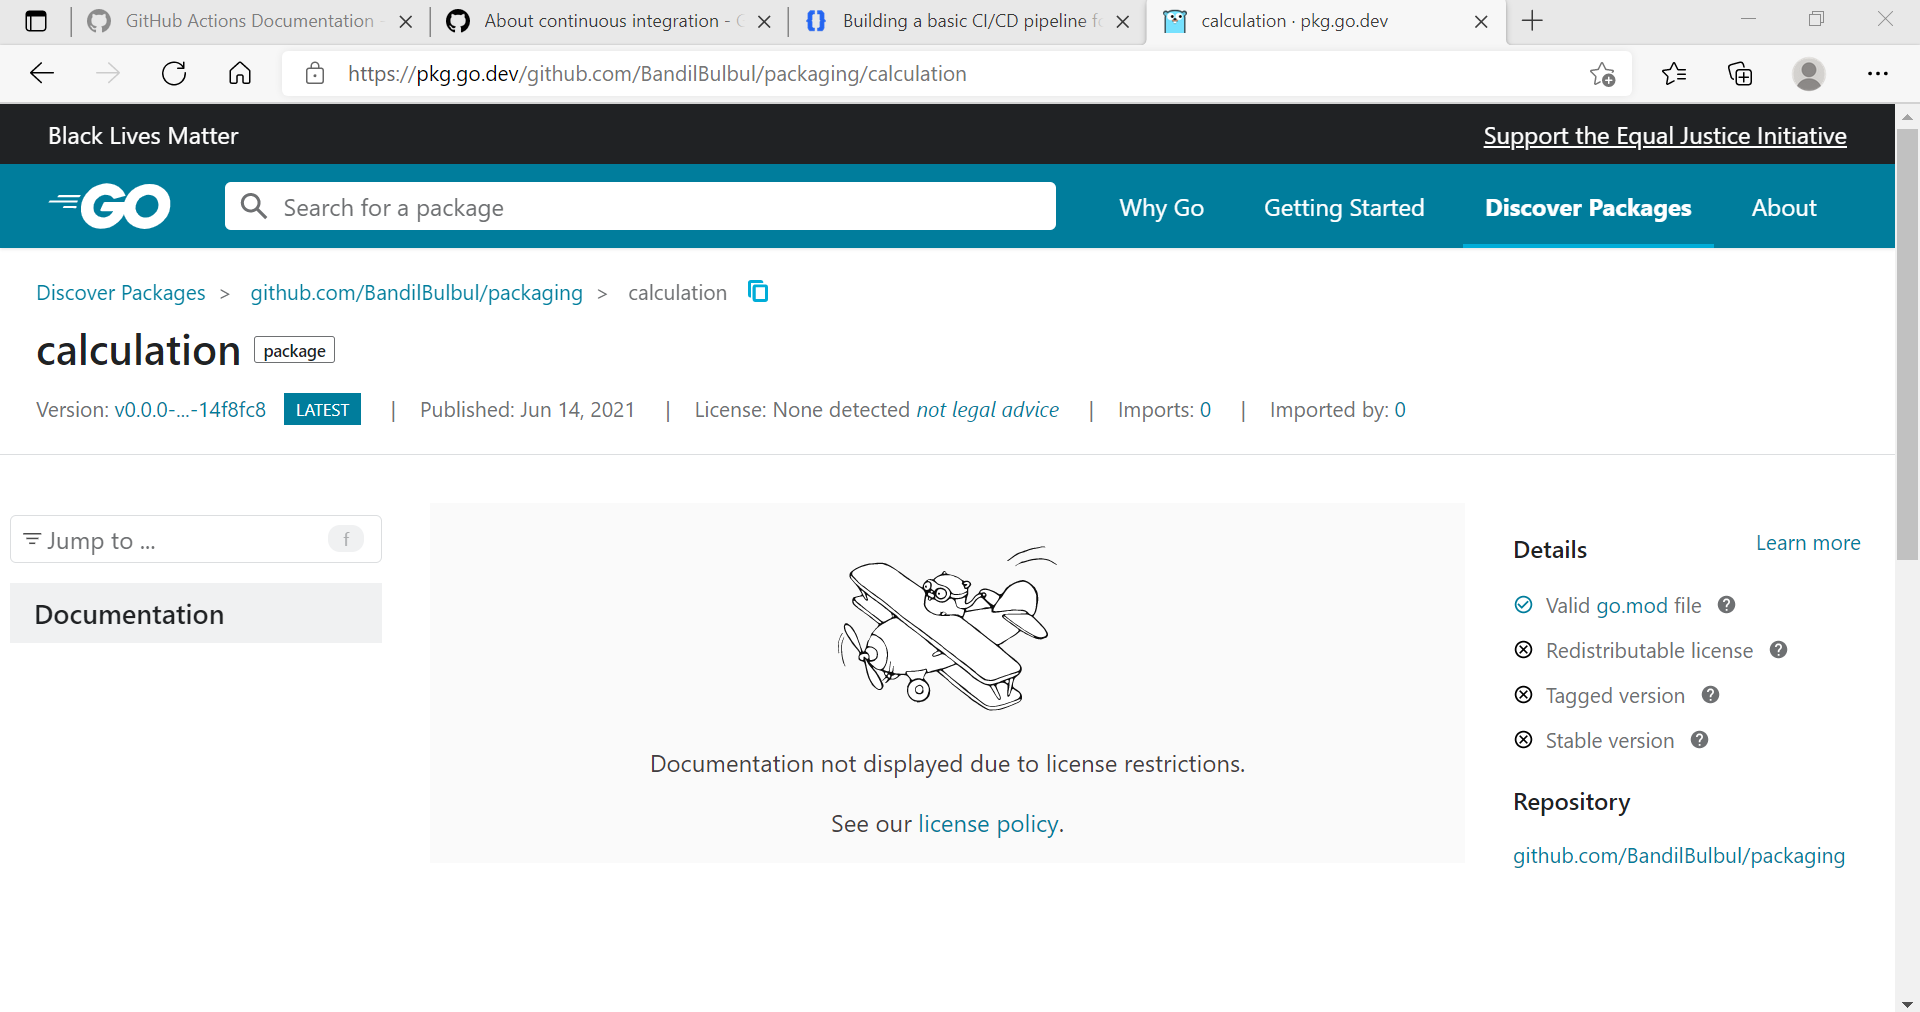 GitHub Actions Documentation -
About continuous integration -
Building a basic CI/CD pipeline
calculation · pkg.go.dev
https://pkg.go.dev/github.com/BandilBulbul/packaging/calculation
Black Lives Matter
Support the Equal Justice Initiative
GO
Search for a package
Why Go
Getting Started
Discover Packages
About
Discover Packages > github.com/BandilBulbul/packaging > calculation
calculation package
Version: v0.0.0-...-14f8fc8 LATEST | Published: Jun 14, 2021 | License: None detected not legal advice | Imports: 0 | Imported by: 0
Jump to ... f
Documentation
Documentation not displayed due to license restrictions.
See our license policy.
Details
Learn more
Valid go.mod file
Redistributable license
Tagged version
Stable version
Repository
github.com/BandilBulbul/packaging